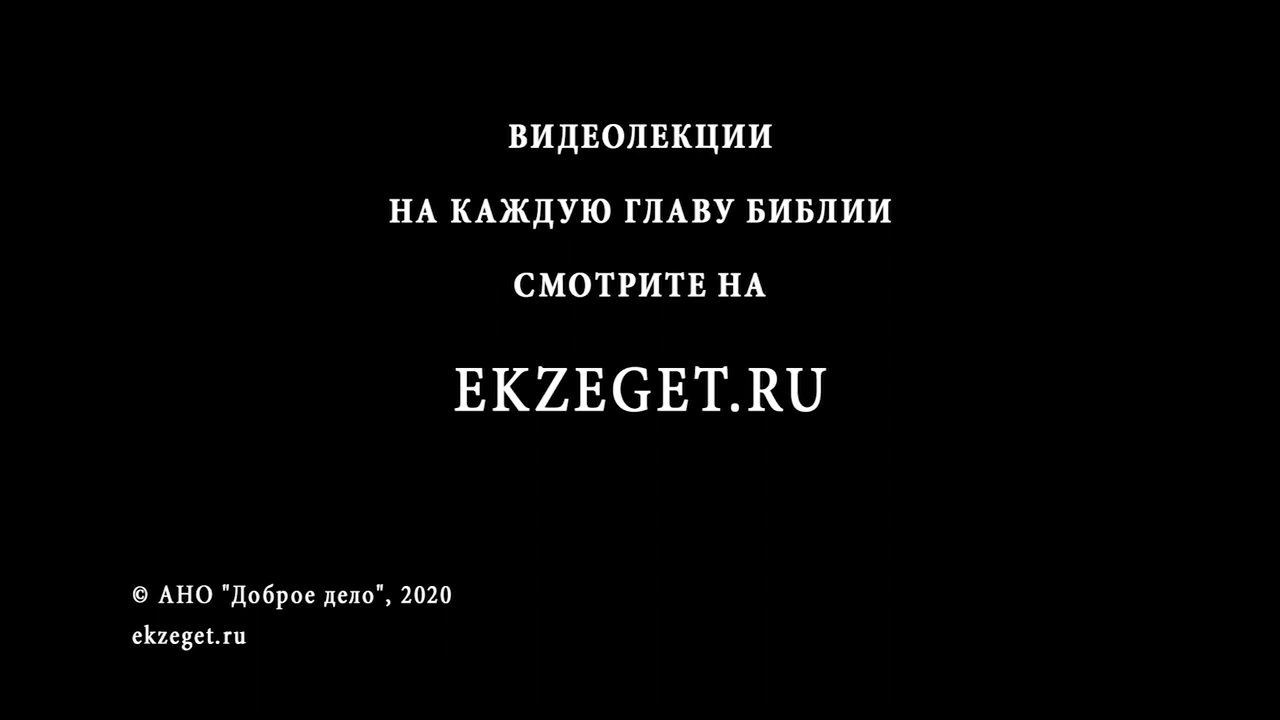 ВИДЕОЛЕКЦИИ
НА КАЖДУЮ ГЛАВУ БИБЛИИ
СМОТРИТЕ НА
EKZEGET.RU
© АНО "Доброе дело", 2020
ekzeget.ru